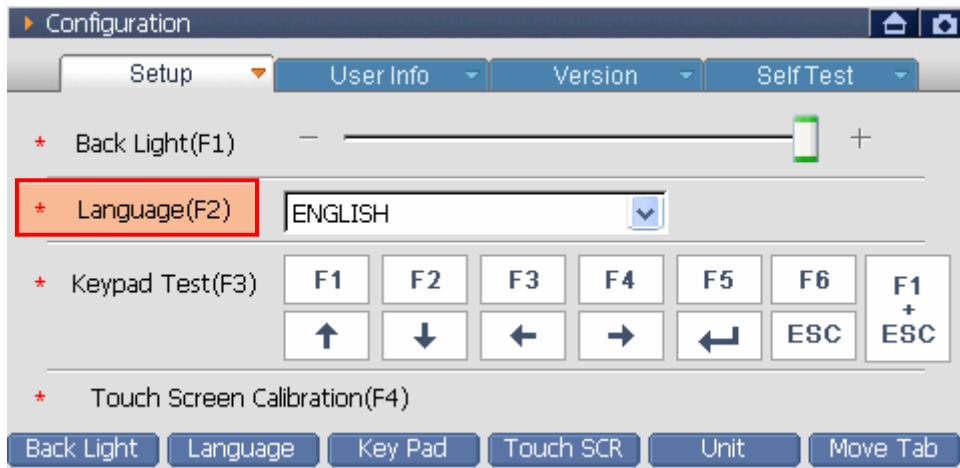 Configuration
Setup User Info Version Self Test
* Back Light(F1) − +
* Language(F2) ENGLISH
* Keypad Test(F3) F1 F2 F3 F4 F5 F6 F1 + ESC
↑ ↓ ← → ↵ ESC
* Touch Screen Calibration(F4)
Back Light Language Key Pad Touch SCR Unit Move Tab